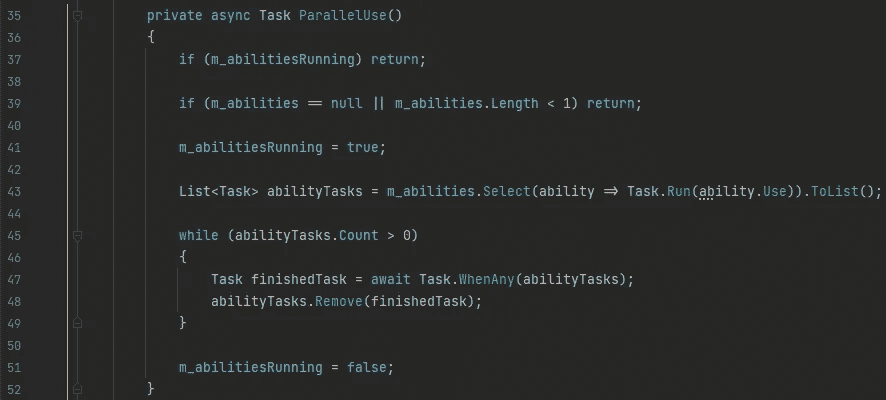 35 private async Task ParallelUse()
36 {
37 if (m_abilitiesRunning) return;
38
39 if (m_abilities == null || m_abilities.Length < 1) return;
40
41 m_abilitiesRunning = true;
42
43 List<Task> abilityTasks = m_abilities.Select(ability => Task.Run(ability.Use)).ToList();
44
45 while (abilityTasks.Count > 0)
46 {
47 Task finishedTask = await Task.WhenAny(abilityTasks);
48 abilityTasks.Remove(finishedTask);
49 }
50
51 m_abilitiesRunning = false;
52 }